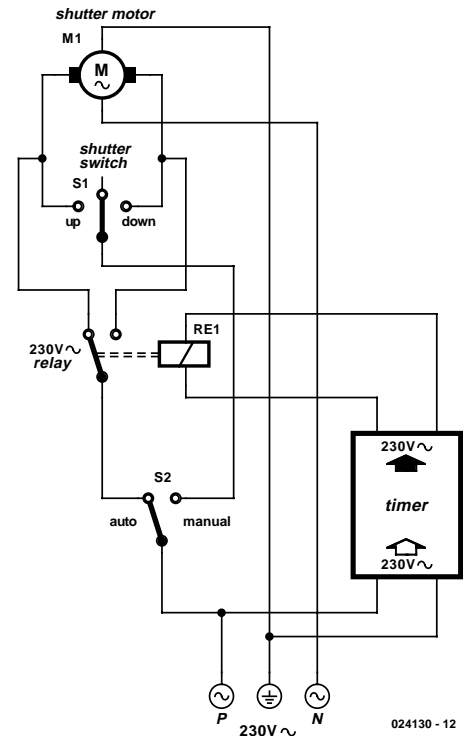 shutter motor
M1
M
shutter
switch
S1
up
down
RE1
230V
relay
S2
auto
manual
230V
timer
230V
P
N
230V
024130 - 12